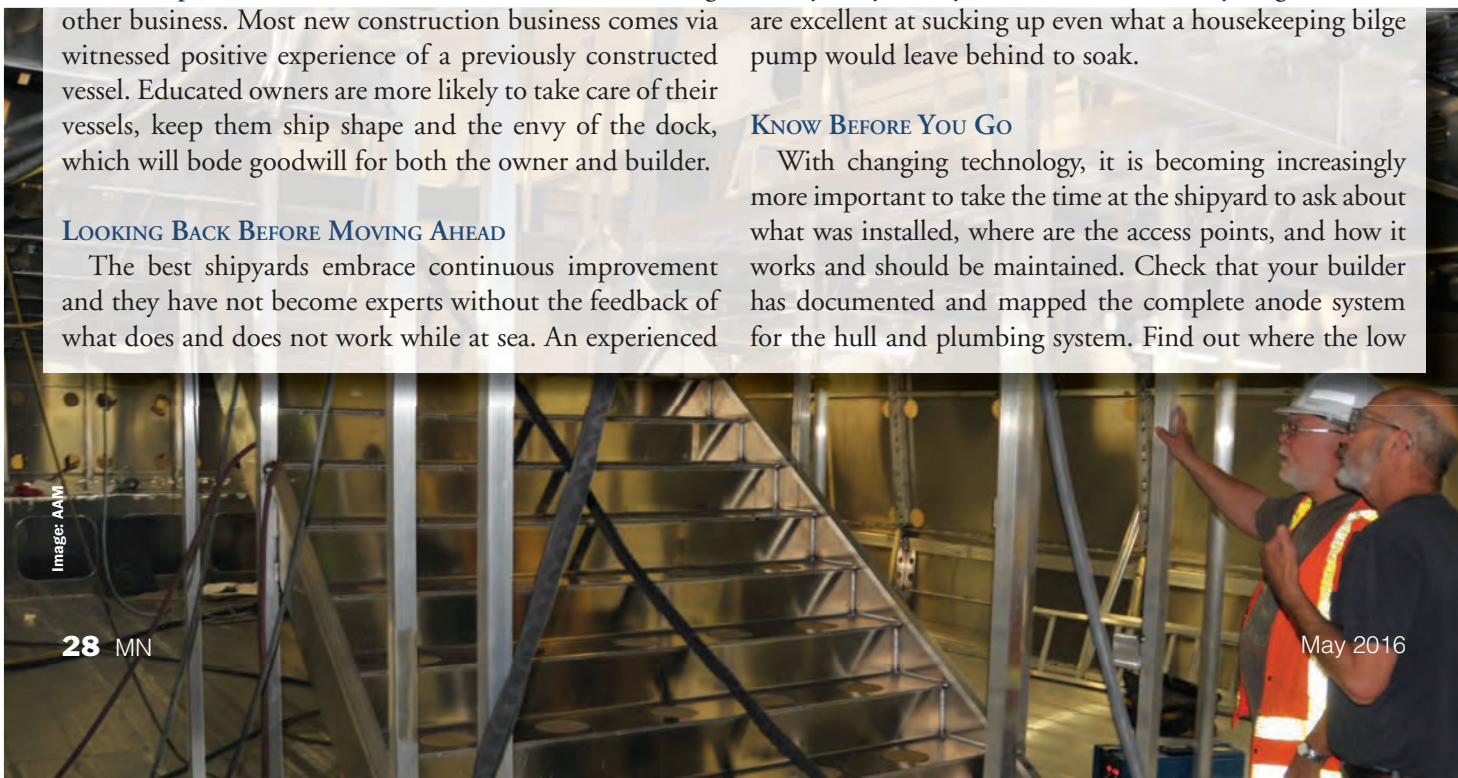 other business. Most new construction business comes via
witnessed positive experience of a previously constructed
vessel. Educated owners are more likely to take care of their
vessels, keep them ship shape and the envy of the dock,
which will bode goodwill for both the owner and builder.
LOOKING BACK BEFORE MOVING AHEAD
The best shipyards embrace continuous improvement
and they have not become experts without the feedback of
what does and does not work while at sea. An experienced
are excellent at sucking up even what a housekeeping bilge
pump would leave behind to soak.
KNOW BEFORE YOU GO
With changing technology, it is becoming increasingly
more important to take the time at the shipyard to ask about
what was installed, where are the access points, and how it
works and should be maintained. Check that your builder
has documented and mapped the complete anode system
for the hull and plumbing system. Find out where the low
Image: AAM
28 MN
May 2016